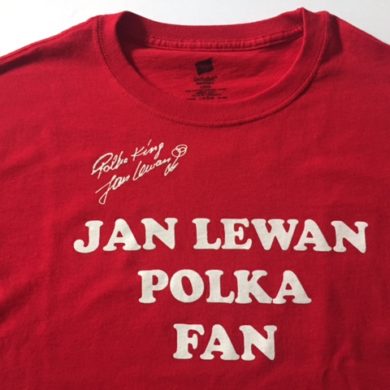 Polka King
Jan Lewan
JAN LEWAN
POLKA
FAN